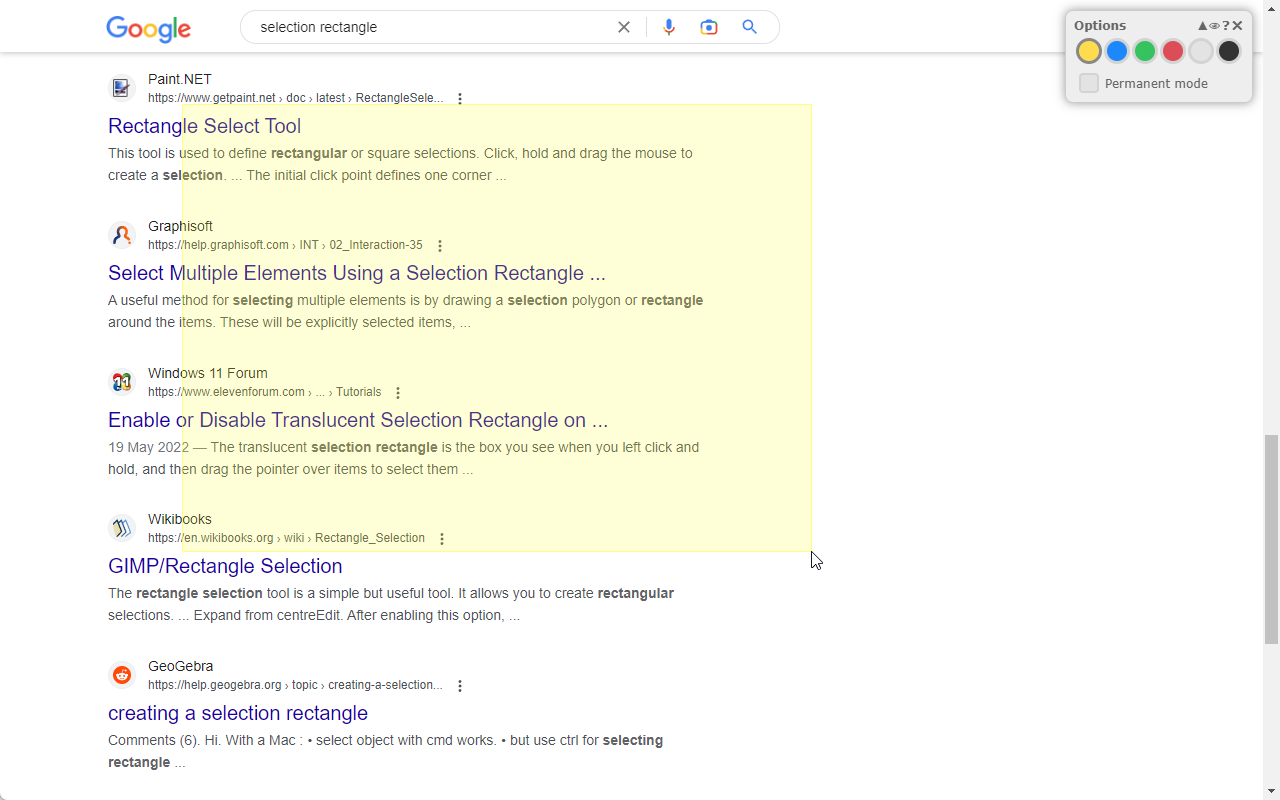 Google
selection rectangle
Options
Permanent mode
Paint.NET
https://www.getpaint.net › doc › latest › RectangleSele...
Rectangle Select Tool
This tool is used to define rectangular or square selections. Click, hold and drag the mouse to
create a selection. ... The initial click point defines one corner ...
Graphisoft
https://help.graphisoft.com › INT › 02_Interaction-35
Select Multiple Elements Using a Selection Rectangle ...
A useful method for selecting multiple elements is by drawing a selection polygon or rectangle
around the items. These will be explicitly selected items, ...
11
Windows 11 Forum
https://www.elevenforum.com › ... › Tutorials
Enable or Disable Translucent Selection Rectangle on ...
19 May 2022 — The translucent selection rectangle is the box you see when you left click and
hold, and then drag the pointer over items to select them ...
Wikibooks
https://en.wikibooks.org › wiki › Rectangle_Selection
GIMP/Rectangle Selection
The rectangle selection tool is a simple but useful tool. It allows you to create rectangular
selections. ... Expand from centreEdit. After enabling this option, ...
GeoGebra
https://help.geogebra.org › topic › creating-a-selection...
creating a selection rectangle
Comments (6). Hi. With a Mac : • select object with cmd works. • but use ctrl for selecting
rectangle ...